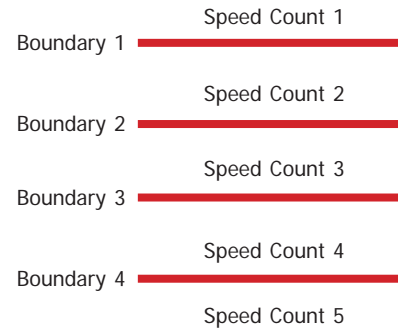 Speed Count 1
Boundary 1
Speed Count 2
Boundary 2
Speed Count 3
Boundary 3
Speed Count 4
Boundary 4
Speed Count 5